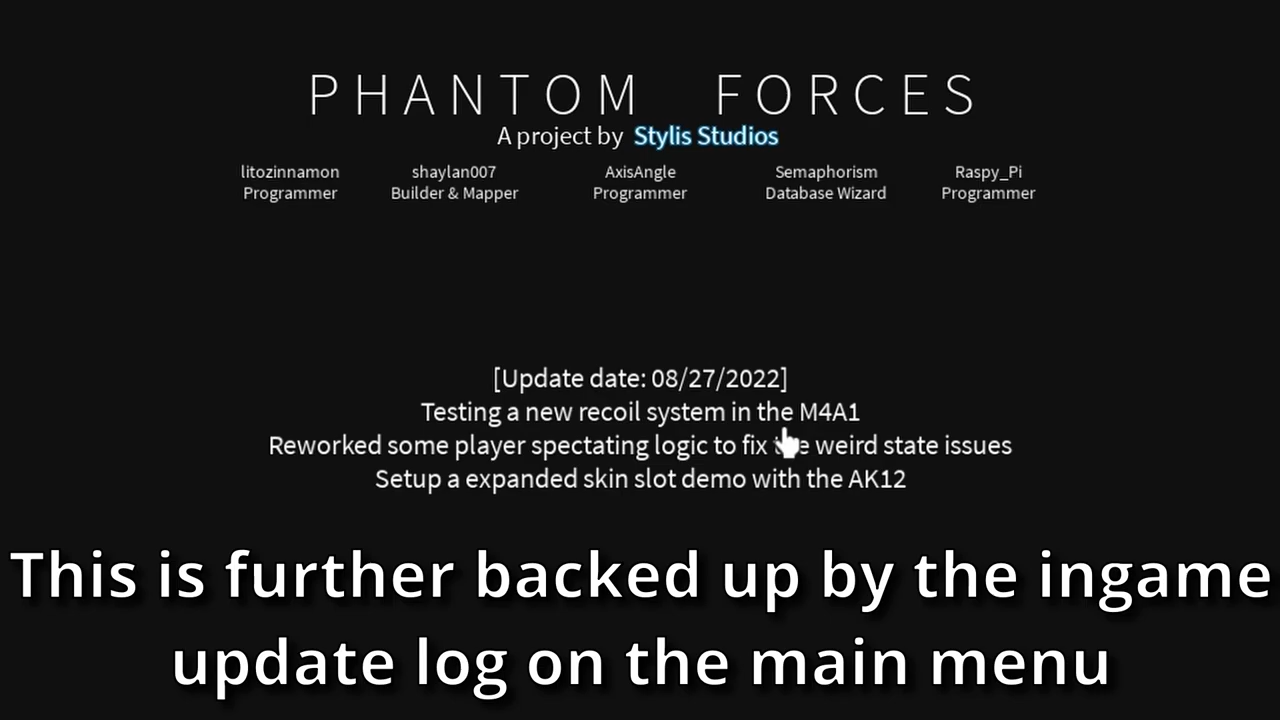 PHANTOM FORCES
A project by Stylis Studios
litozinnamon shaylan007 AxisAngle Semaphorism Raspy_Pi
Programmer Builder & Mapper Programmer Database Wizard Programmer
[Update date: 08/27/2022]
Testing a new recoil system in the M4A1
Reworked some player spectating logic to fix the weird state issues
Setup a expanded skin slot demo with the AK12
This is further backed up by the ingame
update log on the main menu